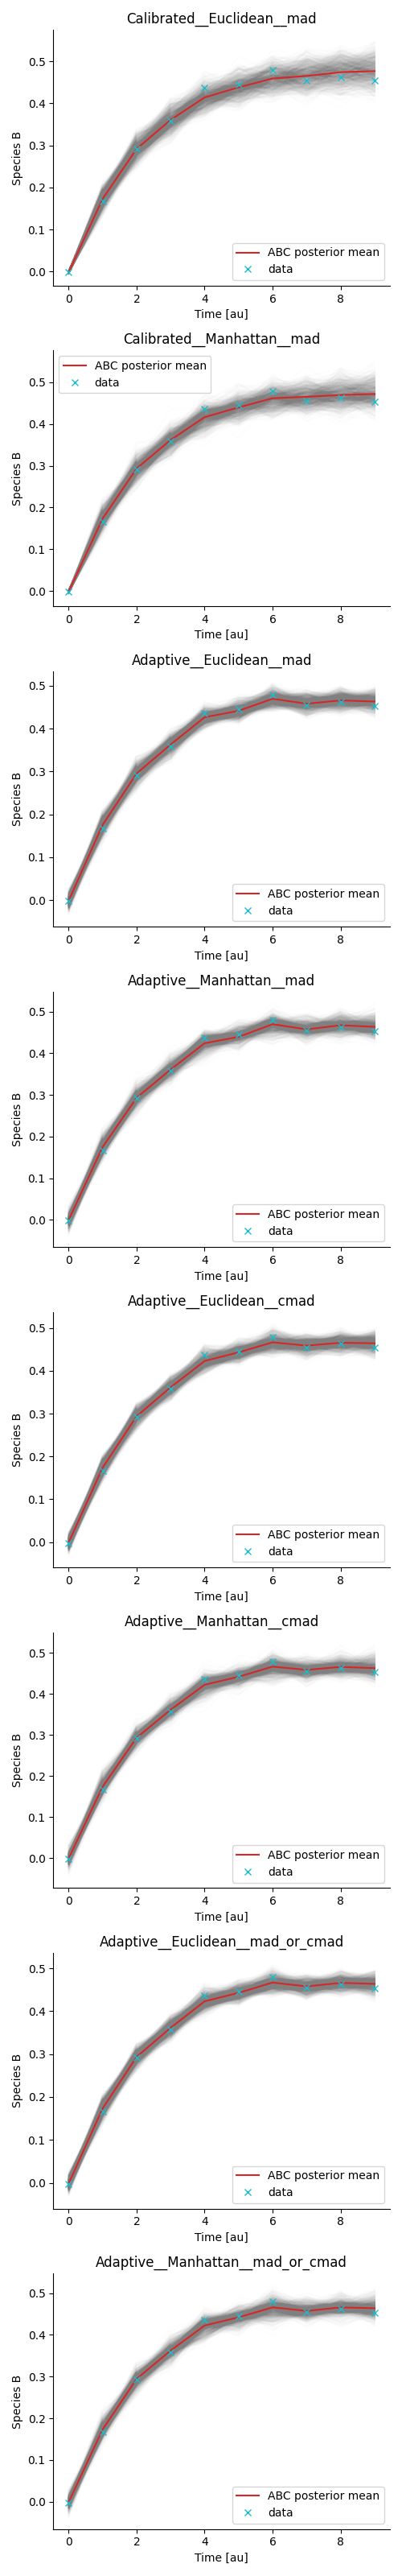 Calibrated__Euclidean__mad
0.5
0.4
0.3
0.2
0.1
0.0
Species B
ABC posterior mean
data
0 2 4 6 8
Time [au]
Calibrated__Manhattan__mad
ABC posterior mean
data
0.5
0.4
0.3
0.2
0.1
0.0
Species B
0 2 4 6 8
Time [au]
Adaptive__Euclidean__mad
0.5
0.4
0.3
0.2
0.1
0.0
Species B
ABC posterior mean
data
0 2 4 6 8
Time [au]
Adaptive__Manhattan__mad
0.5
0.4
0.3
0.2
0.1
0.0
Species B
ABC posterior mean
data
0 2 4 6 8
Time [au]
Adaptive__Euclidean__cmad
0.5
0.4
0.3
0.2
0.1
0.0
Species B
ABC posterior mean
data
0 2 4 6 8
Time [au]
Adaptive__Manhattan__cmad
0.5
0.4
0.3
0.2
0.1
0.0
Species B
ABC posterior mean
data
0 2 4 6 8
Time [au]
Adaptive__Euclidean__mad_or_cmad
0.5
0.4
0.3
0.2
0.1
0.0
Species B
ABC posterior mean
data
0 2 4 6 8
Time [au]
Adaptive__Manhattan__mad_or_cmad
0.5
0.4
0.3
0.2
0.1
0.0
Species B
ABC posterior mean
data
0 2 4 6 8
Time [au]